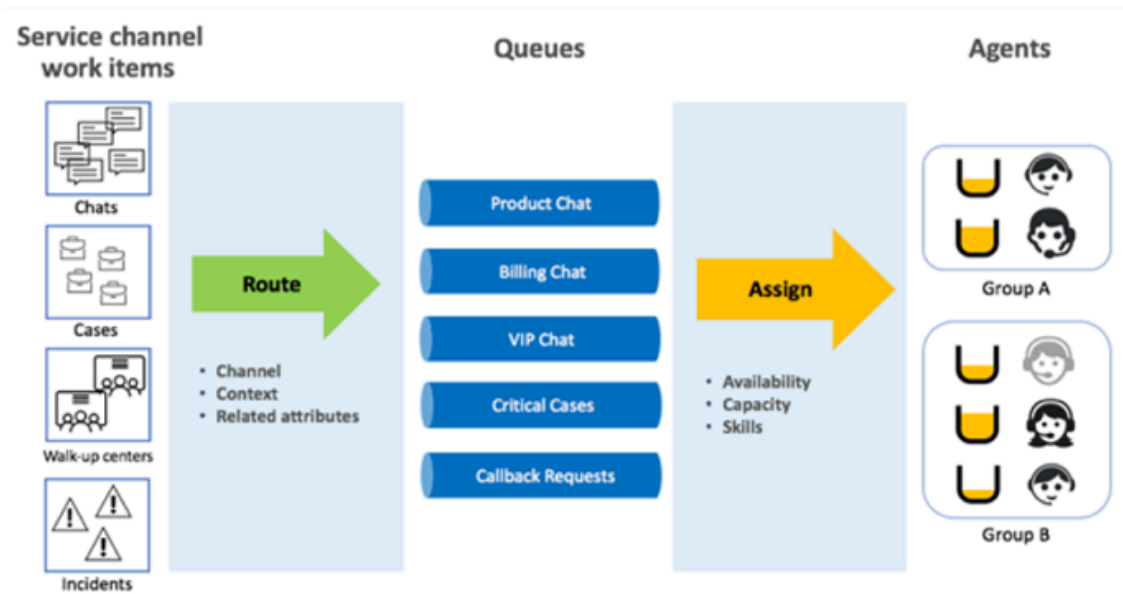 Service channel
work items
Chats
Cases
Walk-up centers
Incidents
Route
• Channel
• Context
• Related attributes
Queues
Product Chat
Billing Chat
VIP Chat
Critical Cases
Callback Requests
Assign
• Availability
• Capacity
• Skills
Agents
Group A
Group B